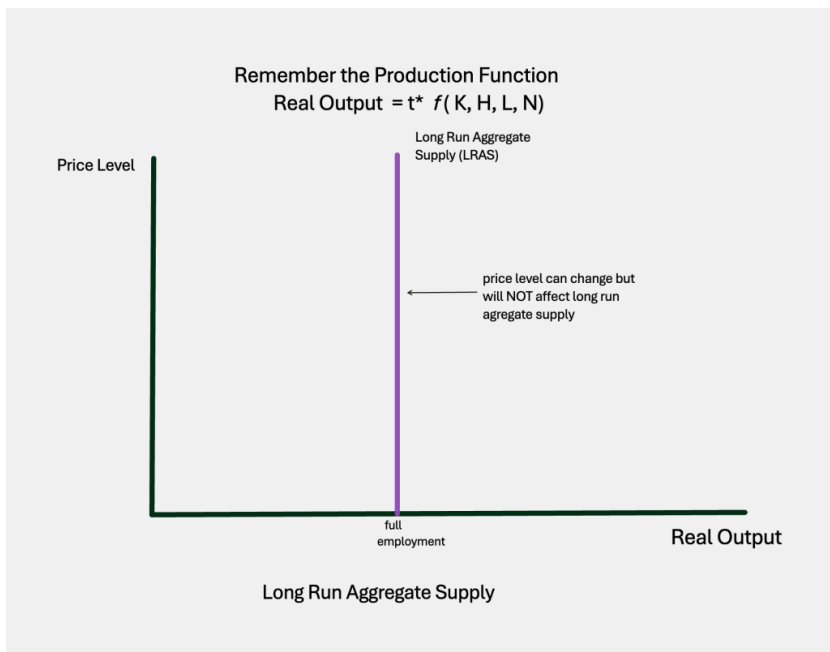 Remember the Production Function
Real Output = t* f( K, H, L, N)
Long Run Aggregate
Supply (LRAS)
Price Level
price level can change but
will NOT affect long run
agregate supply
full
employment
Real Output
Long Run Aggregate Supply